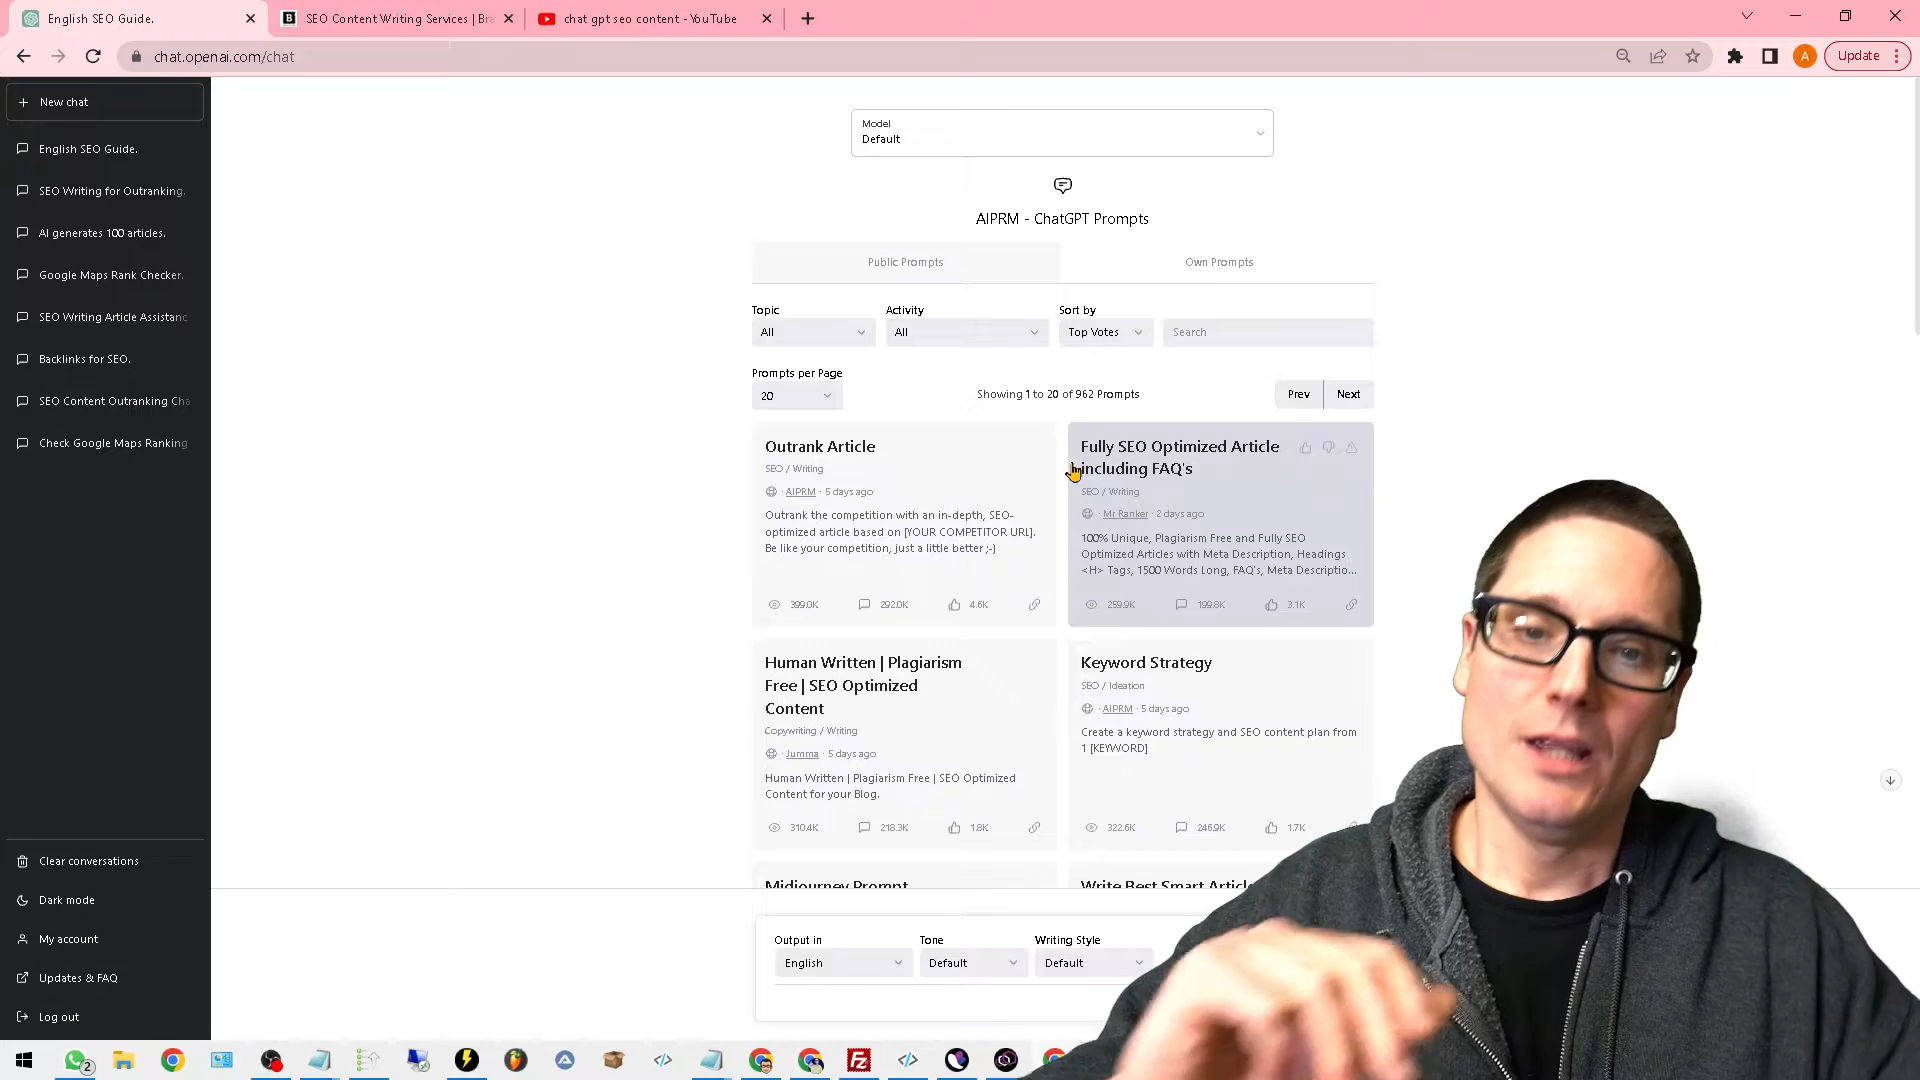 English SEO Guide.
SEO Content Writing Services | Bra
chat gpt seo content - YouTube
chat.openai.com/chat
A
Update
New chat
English SEO Guide.
SEO Writing for Outranking.
AI generates 100 articles.
Google Maps Rank Checker.
SEO Writing Article Assistanc
Backlinks for SEO.
SEO Content Outranking Cha
Check Google Maps Ranking
Clear conversations
Dark mode
My account
Updates & FAQ
Log out
Model
Default
AIPRM - ChatGPT Prompts
Public Prompts
Own Prompts
Topic
Activity
Sort by
All
All
Top Votes
Search
Prompts per Page
20
Showing 1 to 20 of 962 Prompts
Prev
Next
Outrank Article
SEO / Writing
· AIPRM · 5 days ago
Outrank the competition with an in-depth, SEO-
optimized article based on [YOUR COMPETITOR URL].
Be like your competition, just a little better ;-)
399.0K
292.0K
4.6K
Fully SEO Optimized Article
including FAQ's
SEO / Writing
· Mr Ranker · 2 days ago
100% Unique, Plagiarism Free and Fully SEO
Optimized Articles with Meta Description, Headings
<H> Tags, 1500 Words Long, FAQ's, Meta Descriptio...
259.9K
199.8K
3.1K
Human Written | Plagiarism
Free | SEO Optimized
Content
Copywriting / Writing
· Jumma · 5 days ago
Human Written | Plagiarism Free | SEO Optimized
Content for your Blog.
310.4K
218.3K
1.8K
Keyword Strategy
SEO / Ideation
· AIPRM · 5 days ago
Create a keyword strategy and SEO content plan from
1 [KEYWORD]
322.6K
246.9K
1.7K
Midjourney Prompt
Write Best Smart Articl
Output in
Tone
Writing Style
English
Default
Default
2